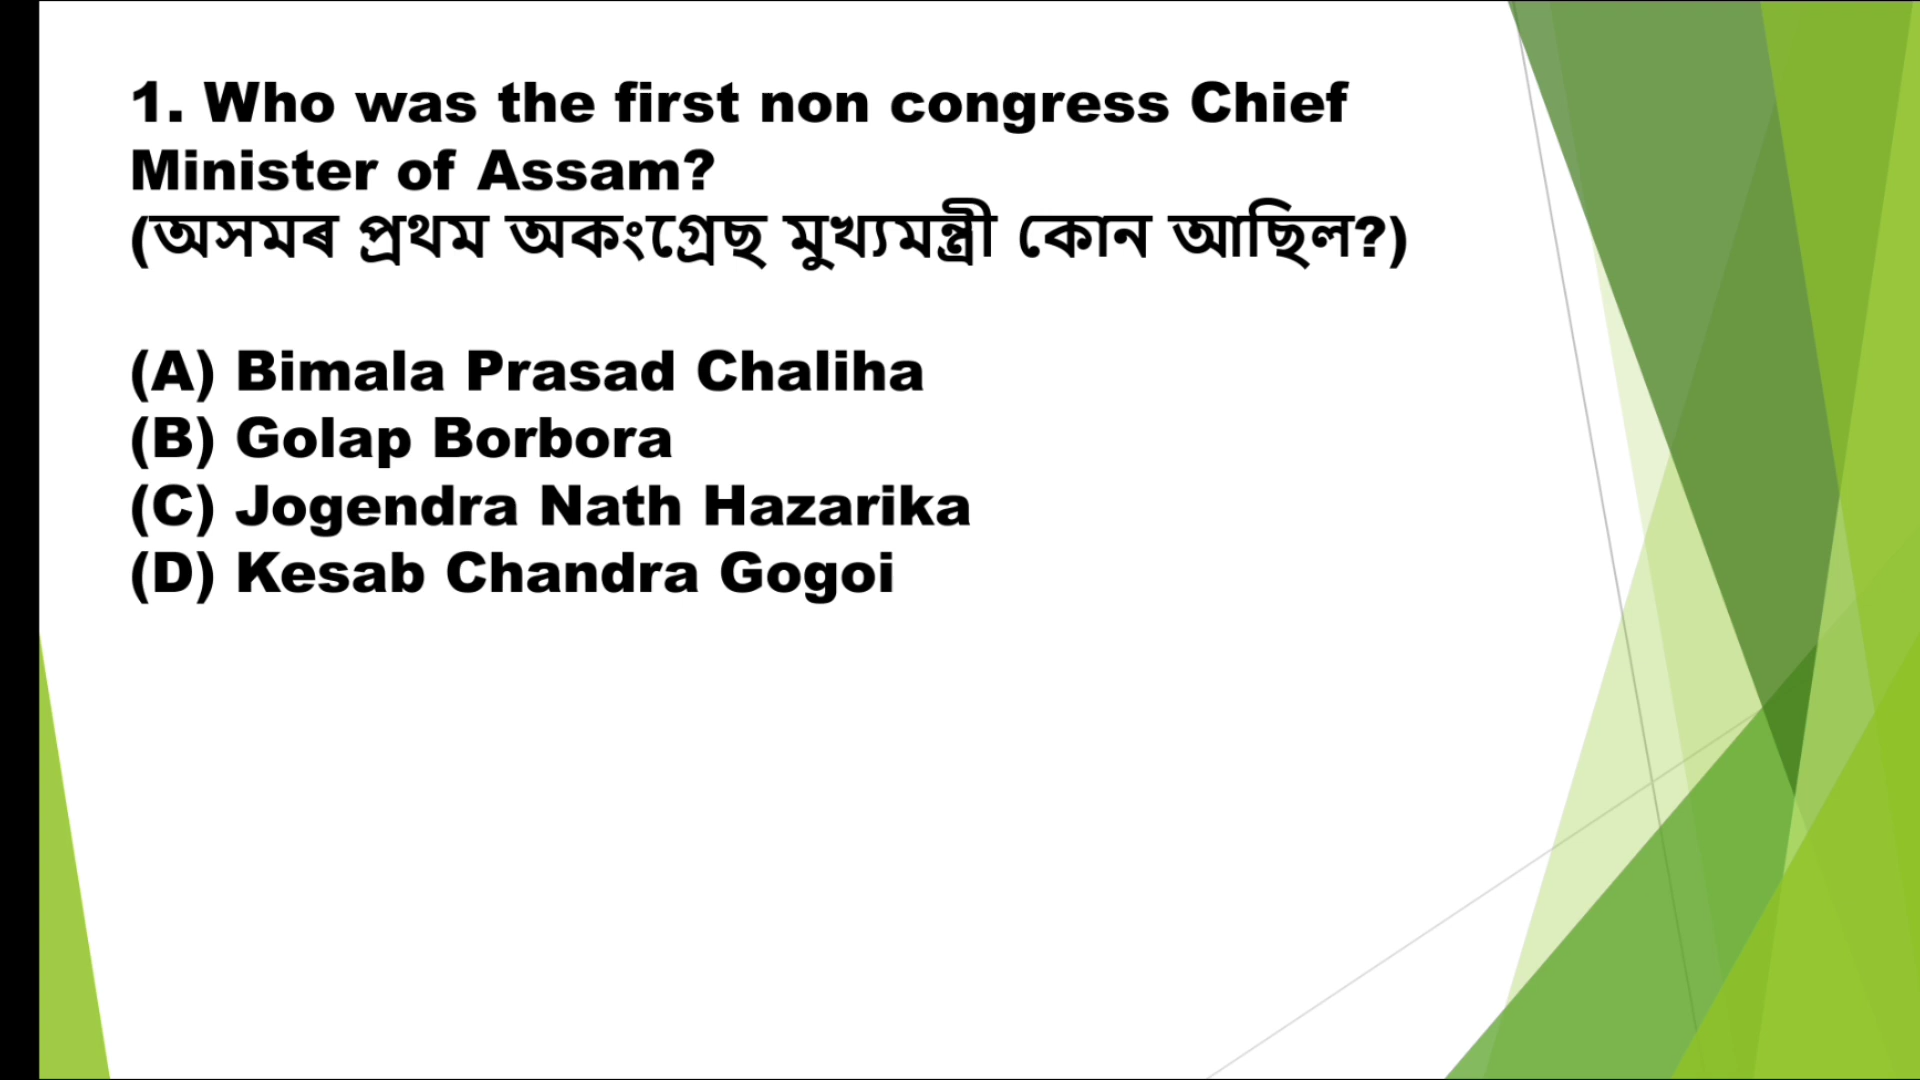 1. Who was the first non congress Chief
Minister of Assam?
(অসমৰ প্ৰথম অকংগ্ৰেছ মুখ্যমন্ত্ৰী কোন আছিল?)
(A) Bimala Prasad Chaliha
(B) Golap Borbora
(C) Jogendra Nath Hazarika
(D) Kesab Chandra Gogoi